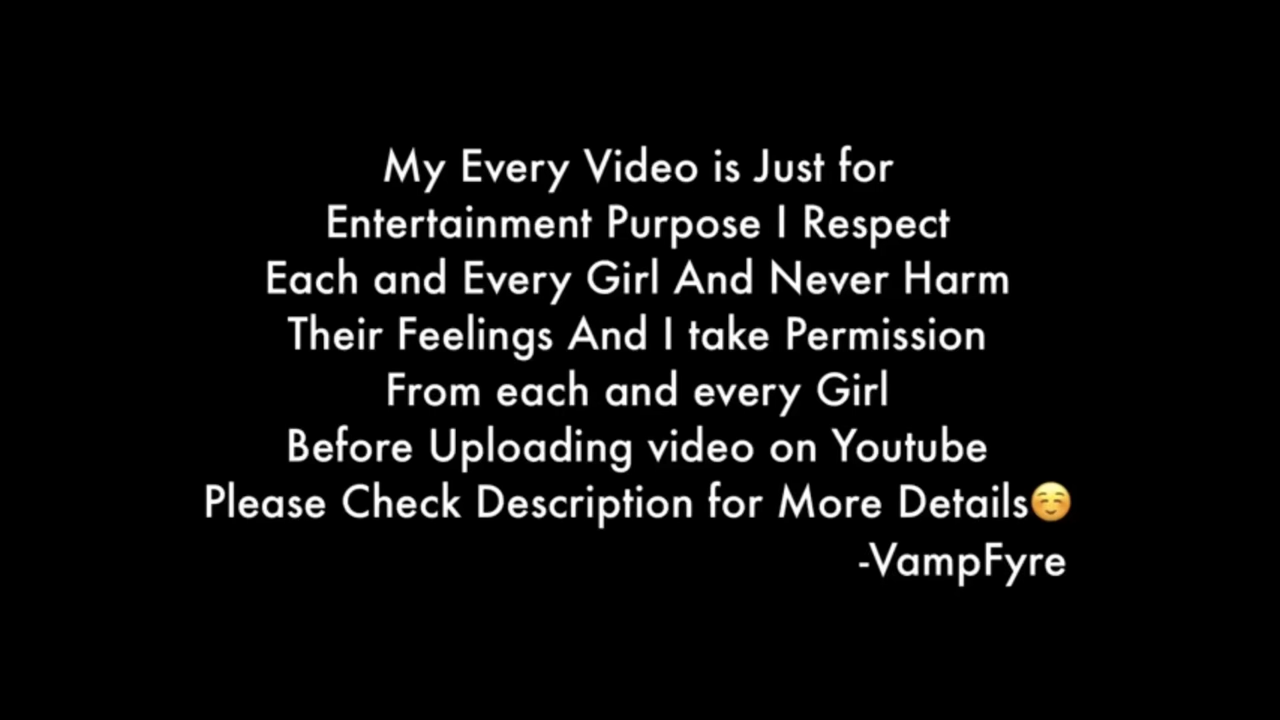 My Every Video is Just for
Entertainment Purpose I Respect
Each and Every Girl And Never Harm
Their Feelings And I take Permission
From each and every Girl
Before Uploading video on Youtube
Please Check Description for More Details☺️
-VampFyre